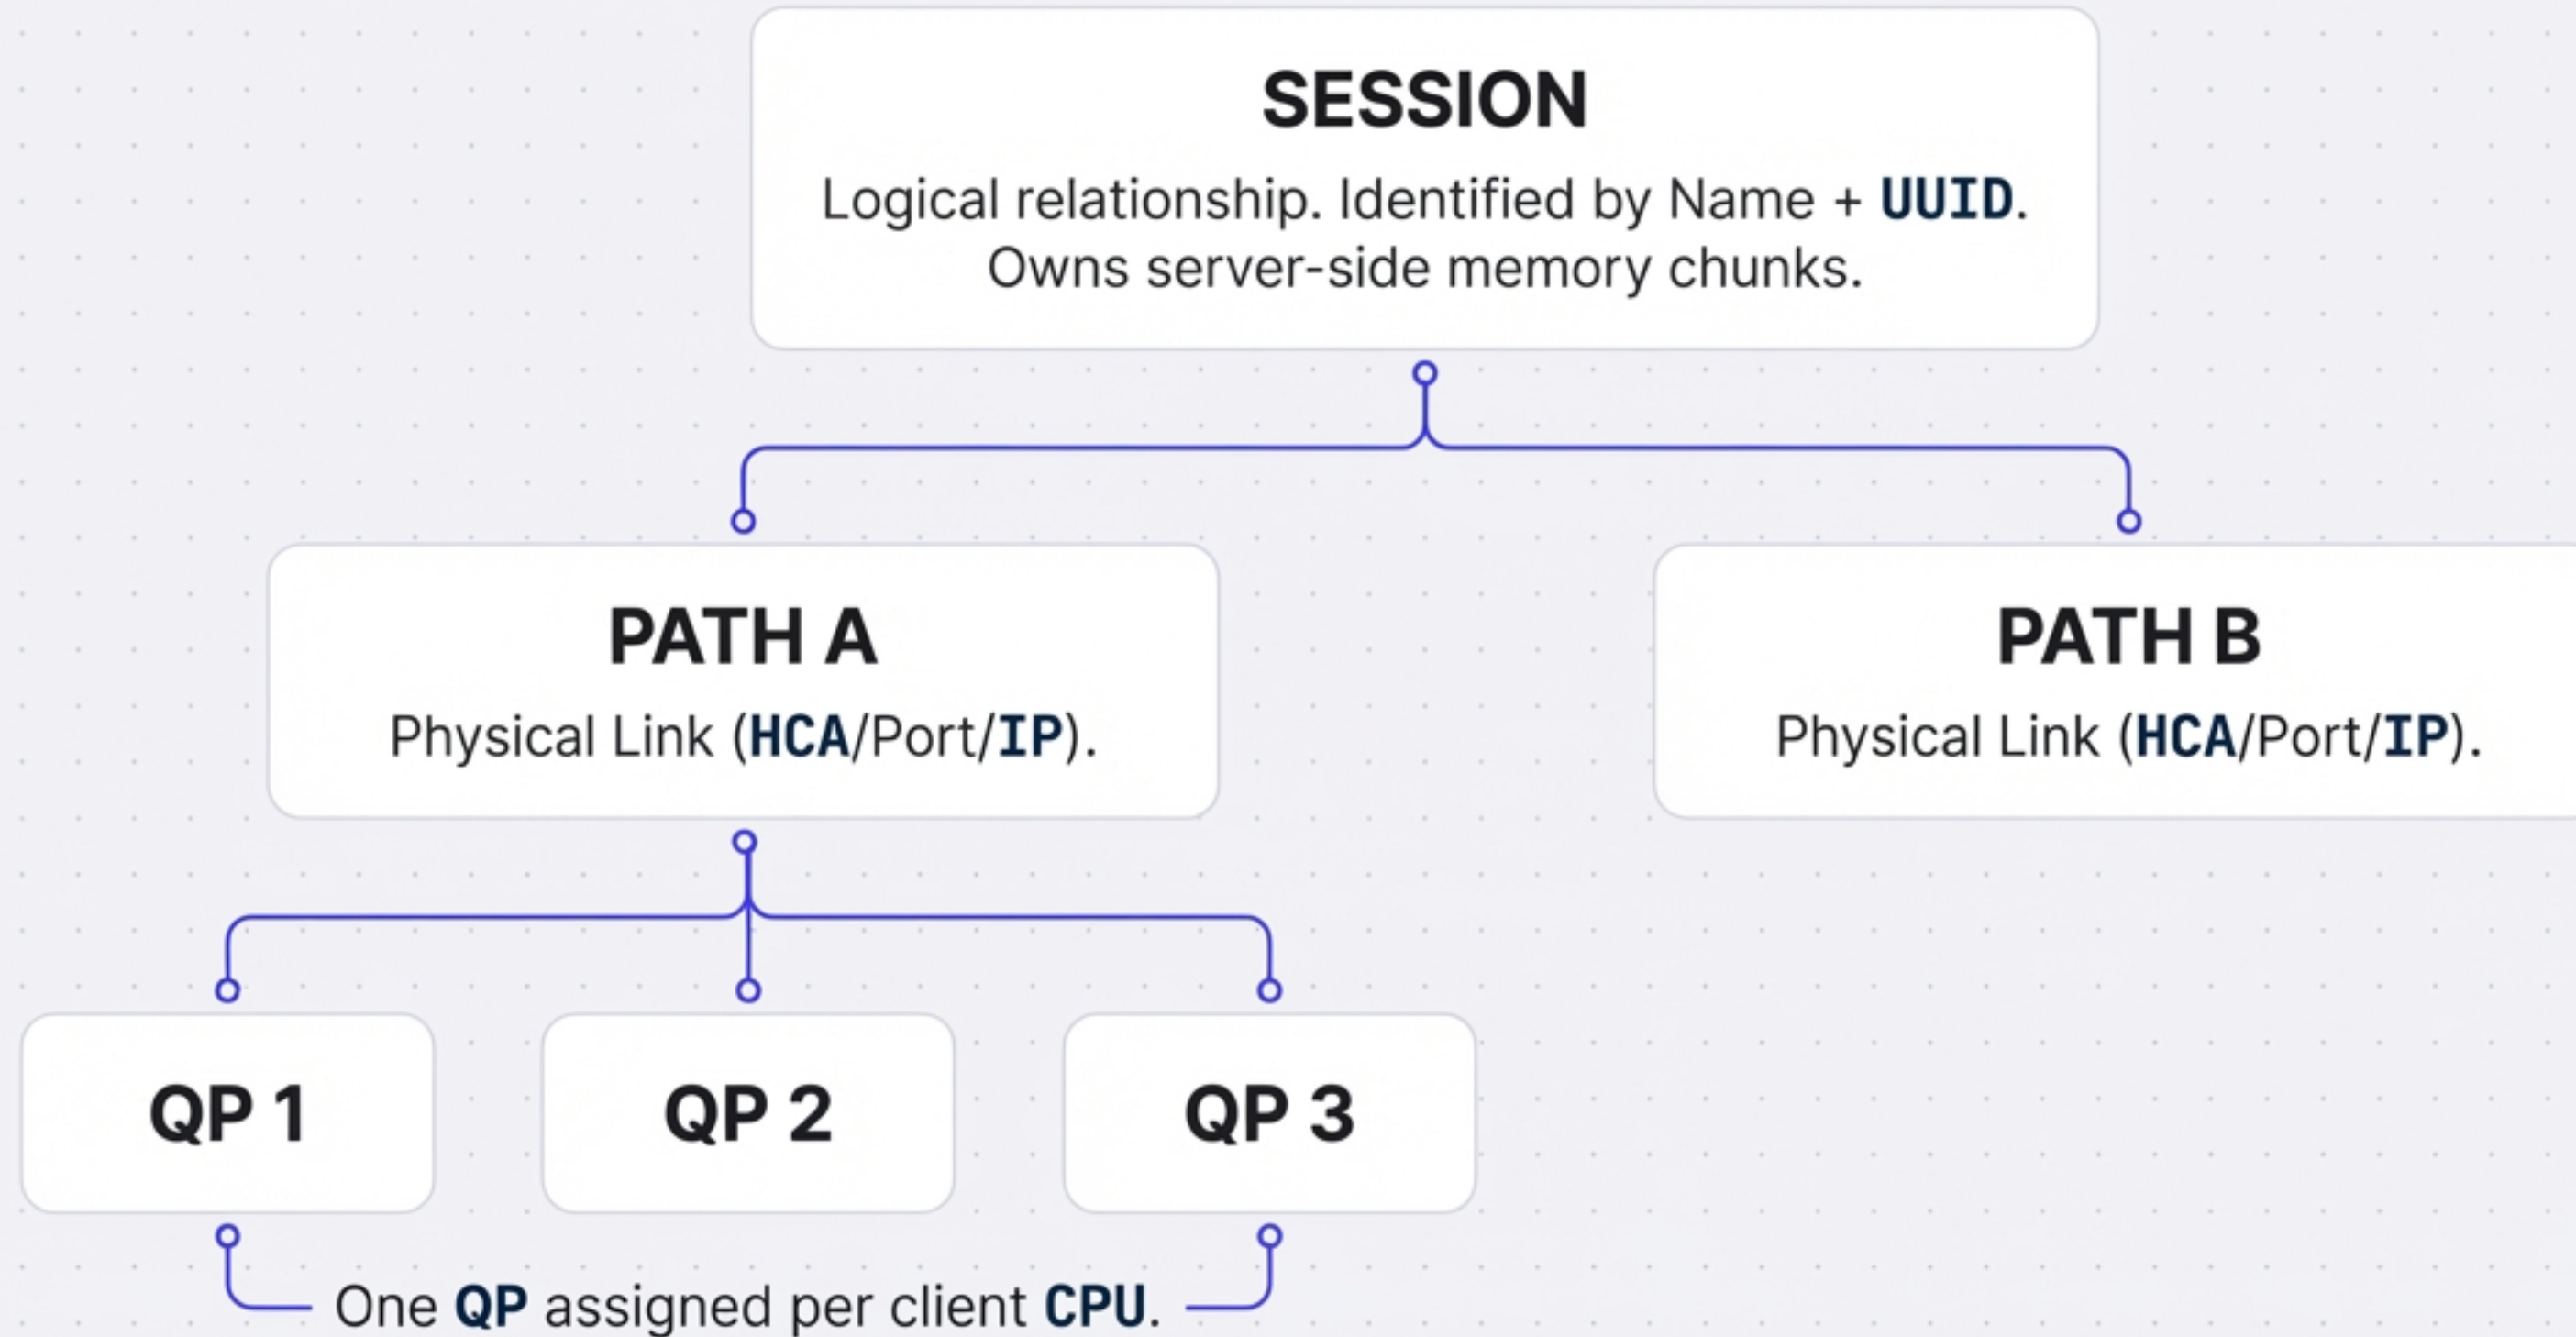 SESSION
Logical relationship. Identified by Name + UUID.
Owns server-side memory chunks.
PATH A
Physical Link (HCA/Port/IP).
PATH B
Physical Link (HCA/Port/IP).
QP 1
QP 2
QP 3
One QP assigned per client CPU.